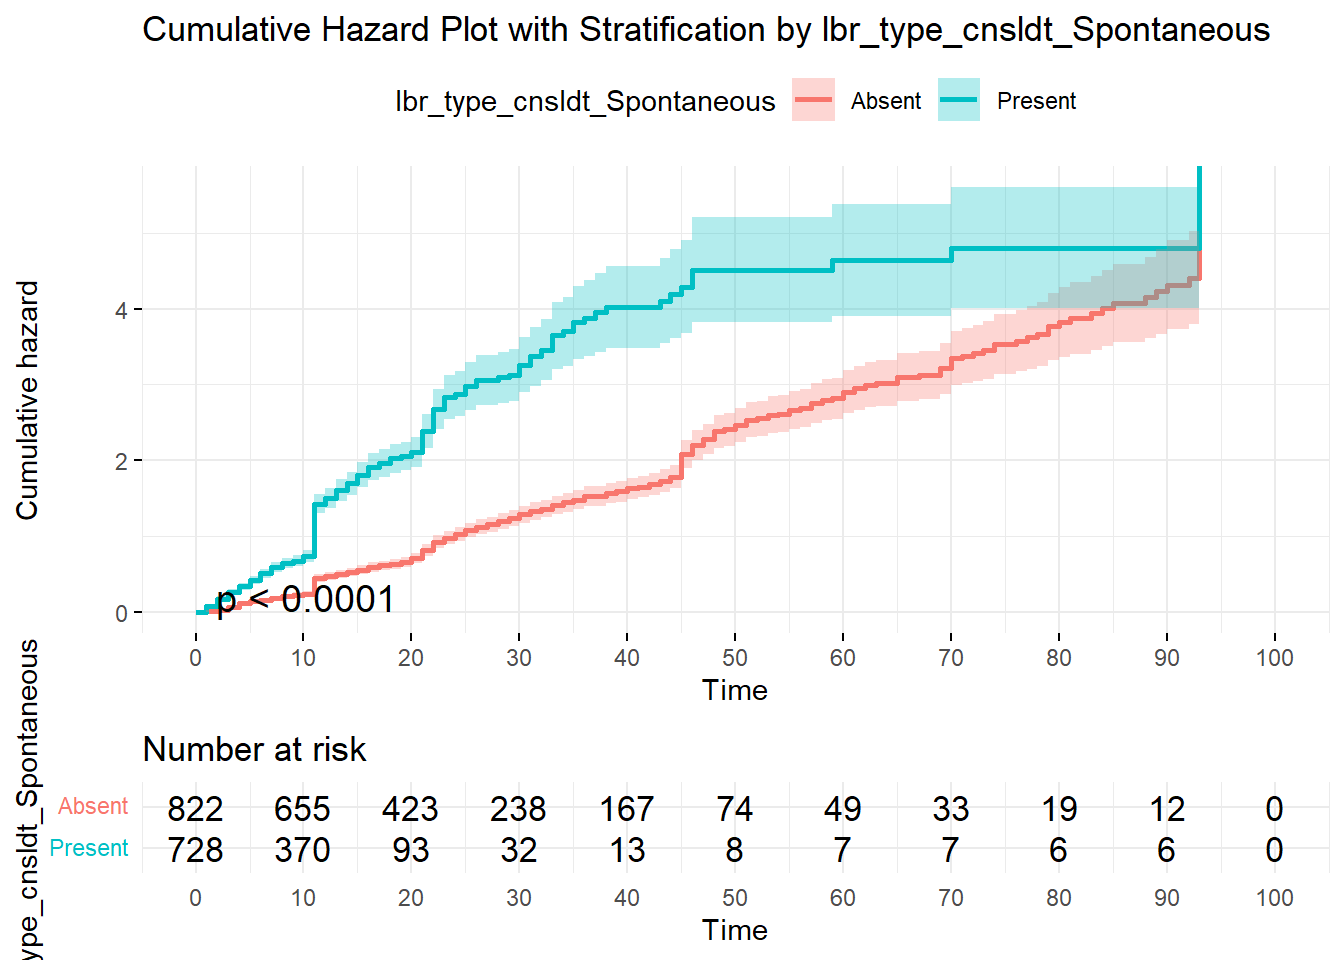 Cumulative Hazard Plot with Stratification by lbr_type_cnsldt_Spontaneous
lbr_type_cnsldt_Spontaneous Absent Present
Cumulative hazard
4
2
0
p < 0.0001
0 10 20 30 40 50 60 70 80 90 100
Time
Number at risk
ype_cnsldt_Spontaneous
Absent 822 655 423 238 167 74 49 33 19 12 0
Present 728 370 93 32 13 8 7 7 6 6 0
0 10 20 30 40 50 60 70 80 90 100
Time